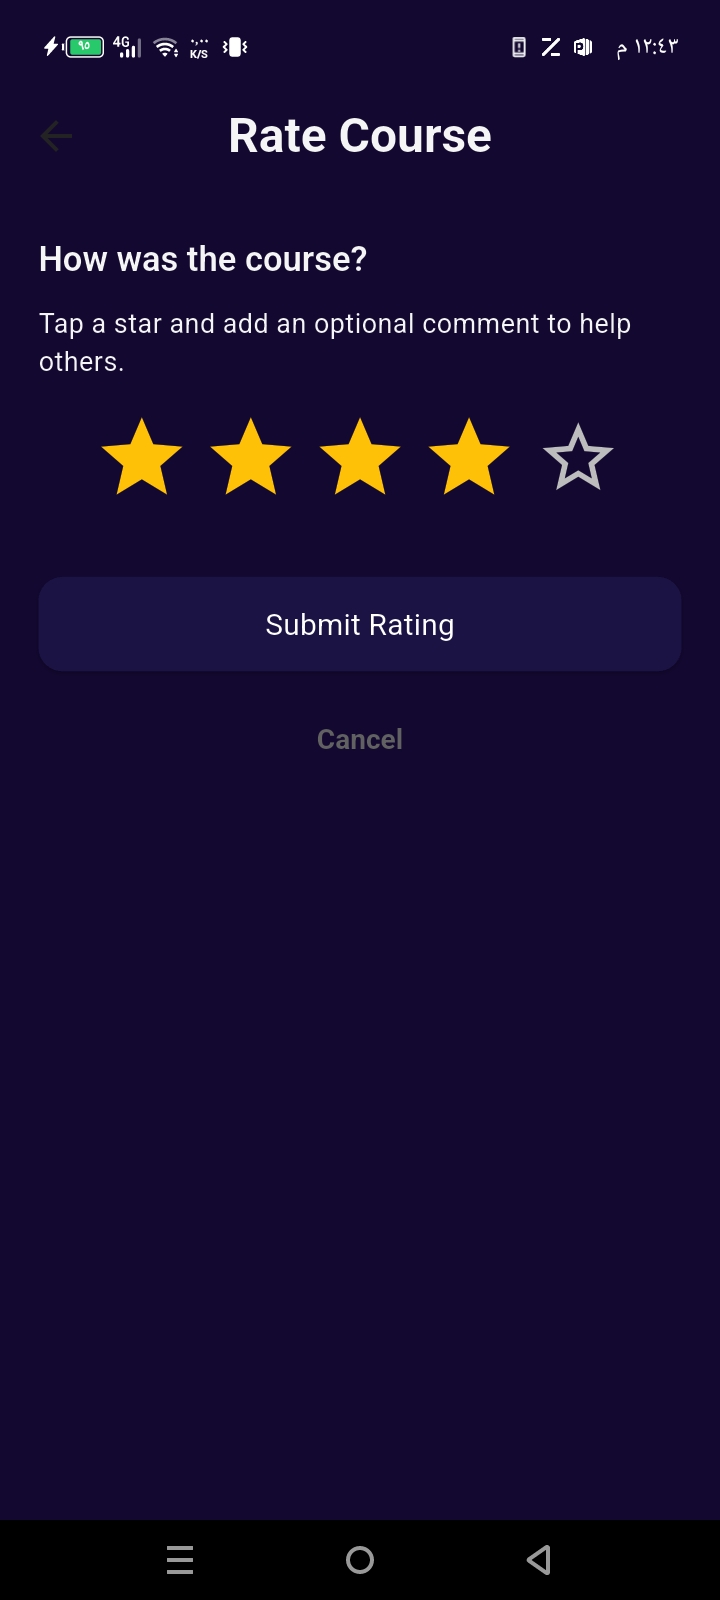 ٩٥ 4G K/S م ١٢:٤٣
Rate Course
How was the course?
Tap a star and add an optional comment to help
others.
Submit Rating
Cancel